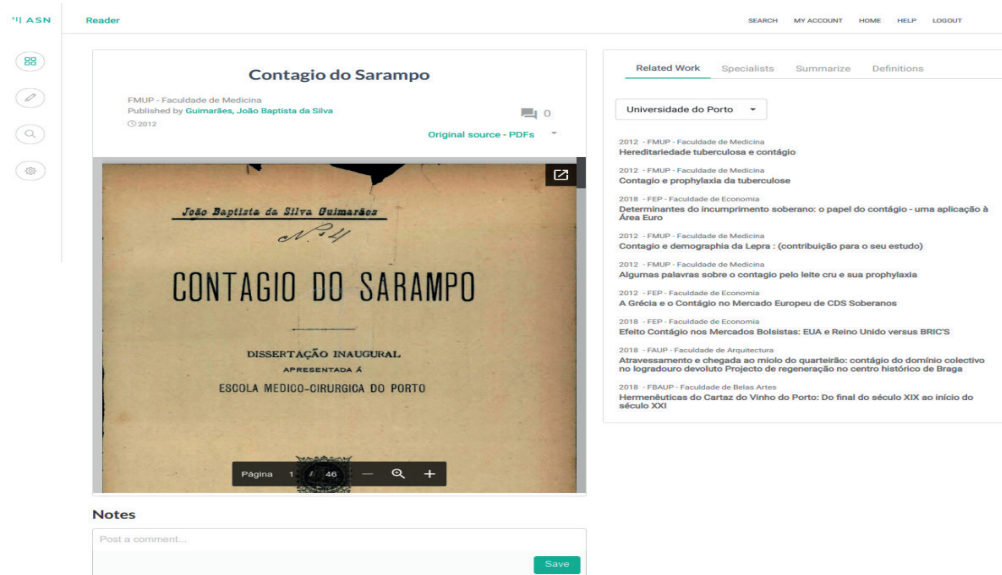 ASN
Reader
SEARCH MY ACCOUNT HOME HELP LOGOUT
Contagio do Sarampo
FMUP - Faculdade de Medicina
Published by Guimarães, João Baptista da Silva
2012
0
Original source - PDFs
João Baptista da Silva Guimarães
N.º 4
CONTAGIO DO SARAMPO
DISSERTAÇÃO INAUGURAL
APRESENTADA Á
ESCOLA MEDICO-CIRURGICA DO PORTO
Página 1 / 46
Notes
Post a comment...
Save
Related Work Specialists Summarize Definitions
Universidade do Porto
2012 - FMUP - Faculdade de Medicina
Hereditariedade tuberculosa e contágio
2012 - FMUP - Faculdade de Medicina
Contagio e prophylaxia da tuberculose
2018 - FEP - Faculdade de Economia
Determinantes do incumprimento soberano: o papel do contágio - uma aplicação à
Área Euro
2012 - FMUP - Faculdade de Medicina
Contagio e demographia da Lepra : (contribuição para o seu estudo)
2012 - FMUP - Faculdade de Medicina
Algumas palavras sobre o contagio pelo leite cru e sua prophylaxia
2012 - FEP - Faculdade de Economia
A Grécia e o Contágio no Mercado Europeu de CDS Soberanos
2018 - FEP - Faculdade de Economia
Efeito Contágio nos Mercados Bolsistas: EUA e Reino Unido versus BRIC'S
2018 - FAUP - Faculdade de Arquitectura
Atravessamento e chegada ao miolo do quarteirão: contágio do domínio colectivo
no logradouro devoluto Projecto de regeneração no centro histórico de Braga
2018 - FBAUP - Faculdade de Belas Artes
Hermenêuticas do Cartaz do Vinho do Porto: Do final do século XIX ao início do
século XXI